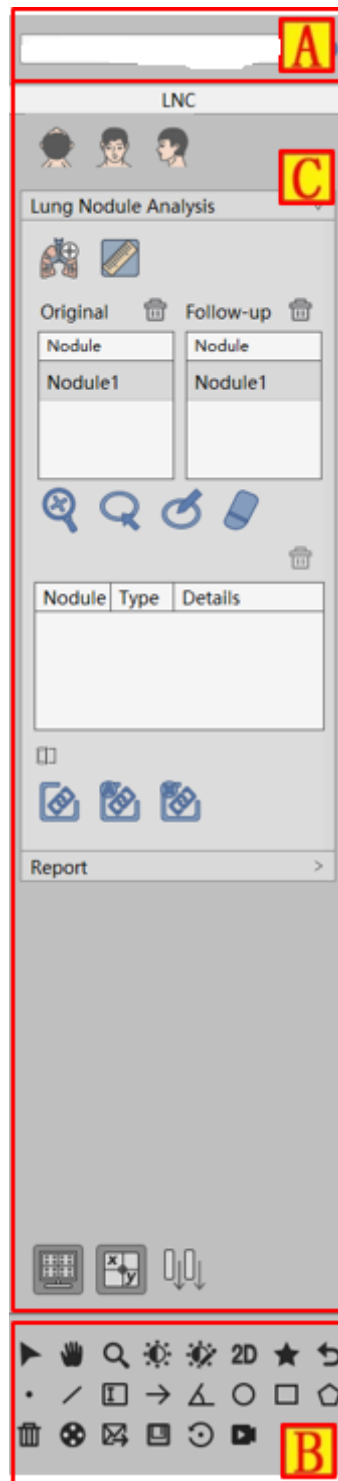 A
LNC
C
Lung Nodule Analysis
Original Follow-up
Nodule Nodule
Nodule1 Nodule1
Nodule Type Details
Report >
x y
2D
I
B